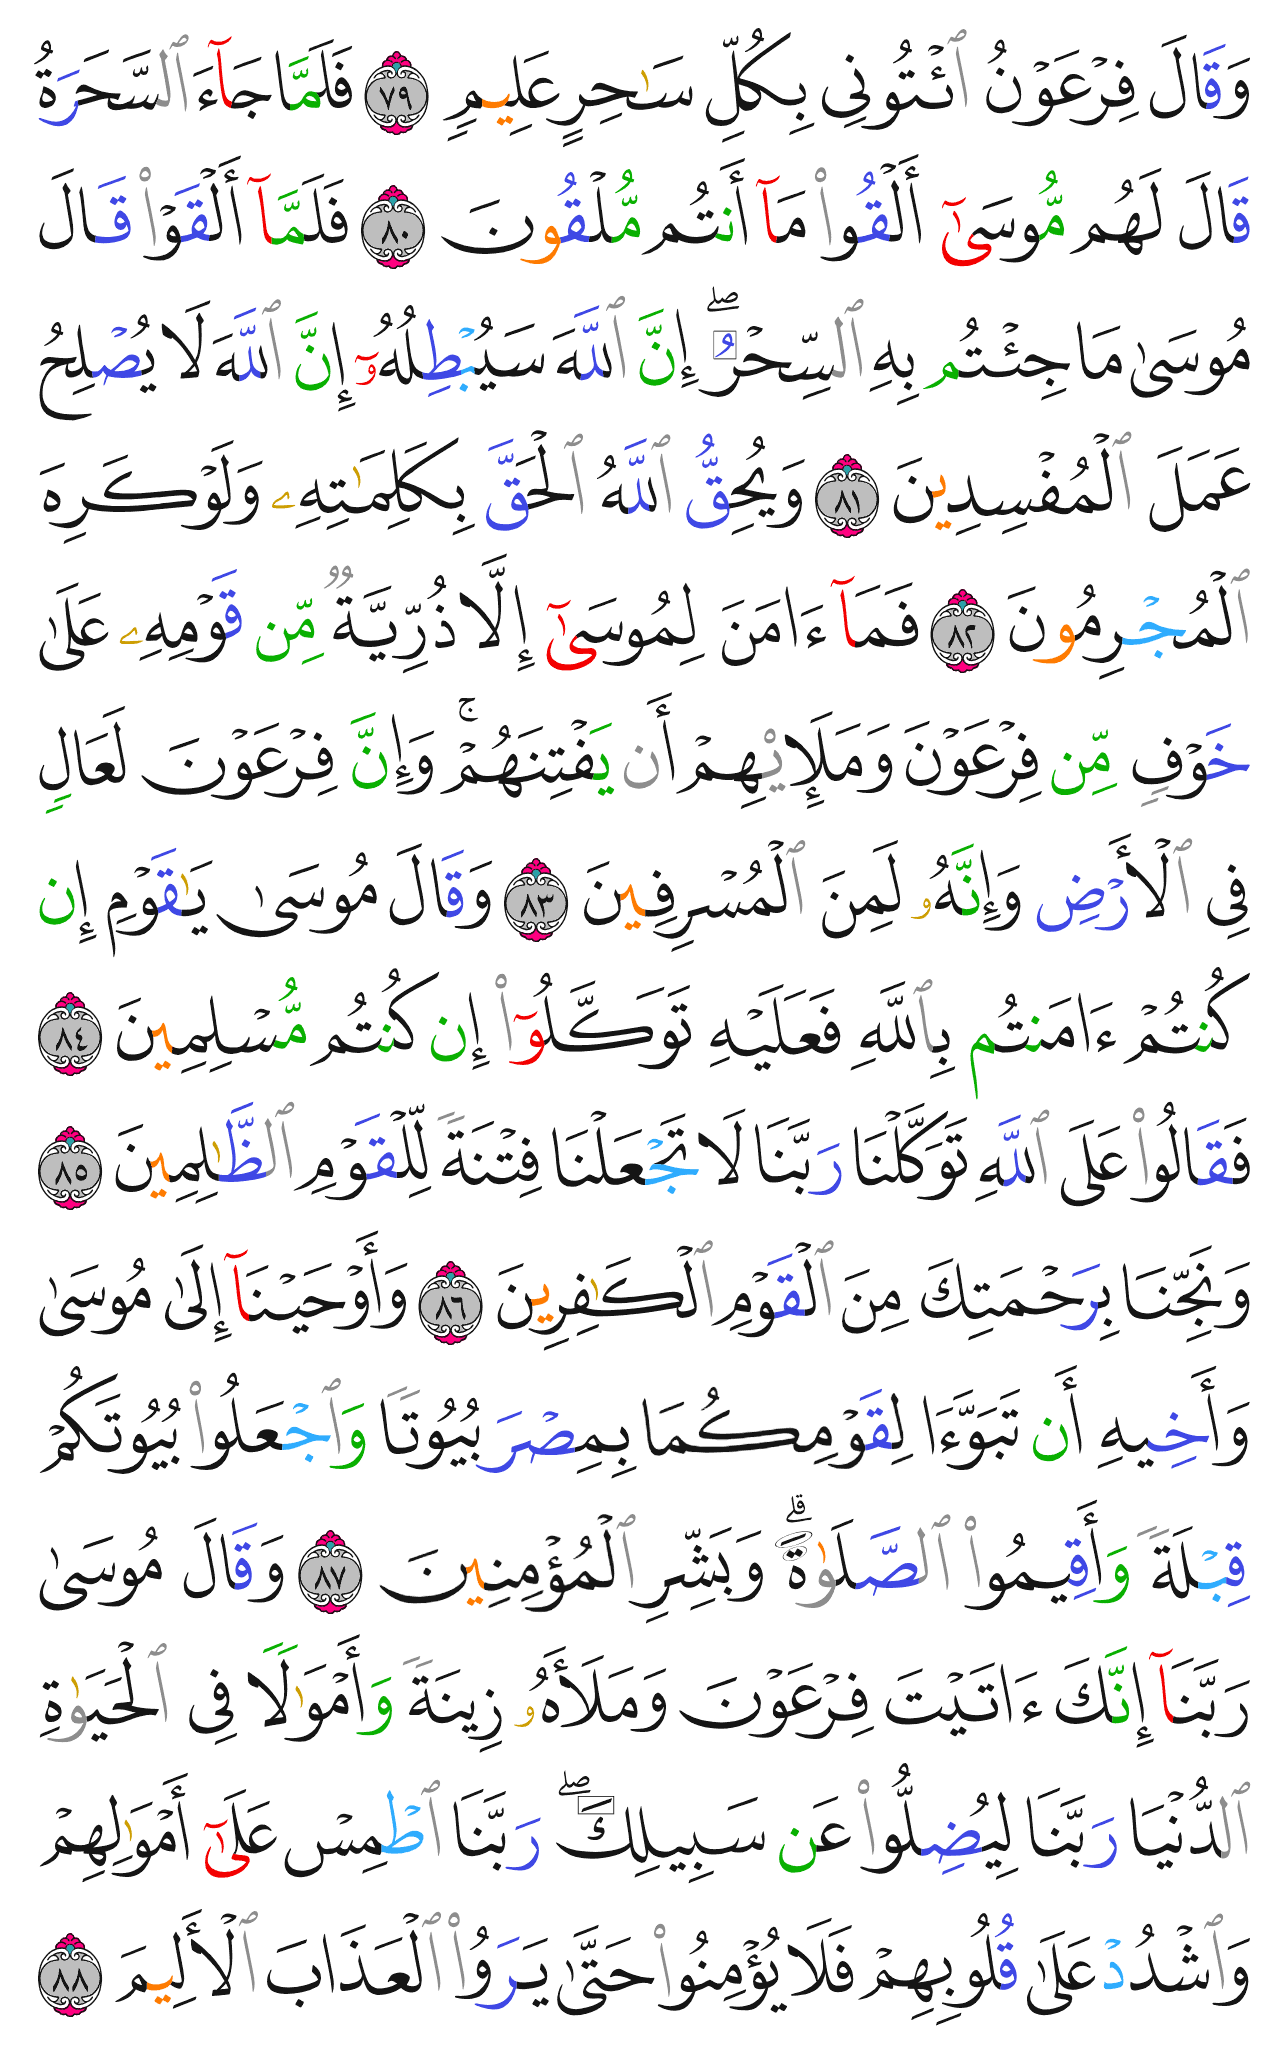 وَقَالَ فِرْعَوْنُ ٱئْتُونِى بِكُلِّ سَـٰحِرٍ عَلِيمٍ ٧٩ فَلَمَّا جَآءَ ٱلسَّحَرَةُ
قَالَ لَهُم مُّوسَىٰٓ أَلْقُوا۟ مَآ أَنتُم مُّلْقُونَ ٨٠ فَلَمَّآ أَلْقَوْا۟ قَالَ
مُوسَىٰ مَا جِئْتُم بِهِ ٱلسِّحْرُ ۖ إِنَّ ٱللَّهَ سَيُبْطِلُهُۥٓ إِنَّ ٱللَّهَ لَا يُصْلِحُ
عَمَلَ ٱلْمُفْسِدِينَ ٨١ وَيُحِقُّ ٱللَّهُ ٱلْحَقَّ بِكَلِمَـٰتِهِۦ وَلَوْ كَرِهَ
ٱلْمُجْرِمُونَ ٨٢ فَمَآ ءَامَنَ لِمُوسَىٰٓ إِلَّا ذُرِّيَّةٌ مِّن قَوْمِهِۦ عَلَىٰ
خَوْفٍ مِّن فِرْعَوْنَ وَمَلَإِي۟هِمْ أَن يَفْتِنَهُمْ ۚ وَإِنَّ فِرْعَوْنَ لَعَالٍ
فِى ٱلْأَرْضِ وَإِنَّهُۥ لَمِنَ ٱلْمُسْرِفِينَ ٨٣ وَقَالَ مُوسَىٰ يَـٰقَوْمِ إِن
كُنتُمْ ءَامَنتُم بِٱللَّهِ فَعَلَيْهِ تَوَكَّلُوٓا۟ إِن كُنتُم مُّسْلِمِينَ ٨٤
فَقَالُوا۟ عَلَى ٱللَّهِ تَوَكَّلْنَا رَبَّنَا لَا تَجْعَلْنَا فِتْنَةً لِّلْقَوْمِ ٱلظَّـٰلِمِينَ ٨٥
وَنَجِّنَا بِرَحْمَتِكَ مِنَ ٱلْقَوْمِ ٱلْكَـٰفِرِينَ ٨٦ وَأَوْحَيْنَآ إِلَىٰ مُوسَىٰ
وَأَخِيهِ أَن تَبَوَّءَا لِقَوْمِكُمَا بِمِصْرَ بُيُوتًا وَٱجْعَلُوا۟ بُيُوتَكُمْ
قِبْلَةً وَأَقِيمُوا۟ ٱلصَّلَوٰةَ ۗ وَبَشِّرِ ٱلْمُؤْمِنِينَ ٨٧ وَقَالَ مُوسَىٰ
رَبَّنَآ إِنَّكَ ءَاتَيْتَ فِرْعَوْنَ وَمَلَأَهُۥ زِينَةً وَأَمْوَٰلًا فِى ٱلْحَيَوٰةِ
ٱلدُّنْيَا رَبَّنَا لِيُضِلُّوا۟ عَن سَبِيلِكَ ۖ رَبَّنَا ٱطْمِسْ عَلَىٰٓ أَمْوَٰلِهِمْ
وَٱشْدُدْ عَلَىٰ قُلُوبِهِمْ فَلَا يُؤْمِنُوا۟ حَتَّىٰ يَرَوُا۟ ٱلْعَذَابَ ٱلْأَلِيمَ ٨٨